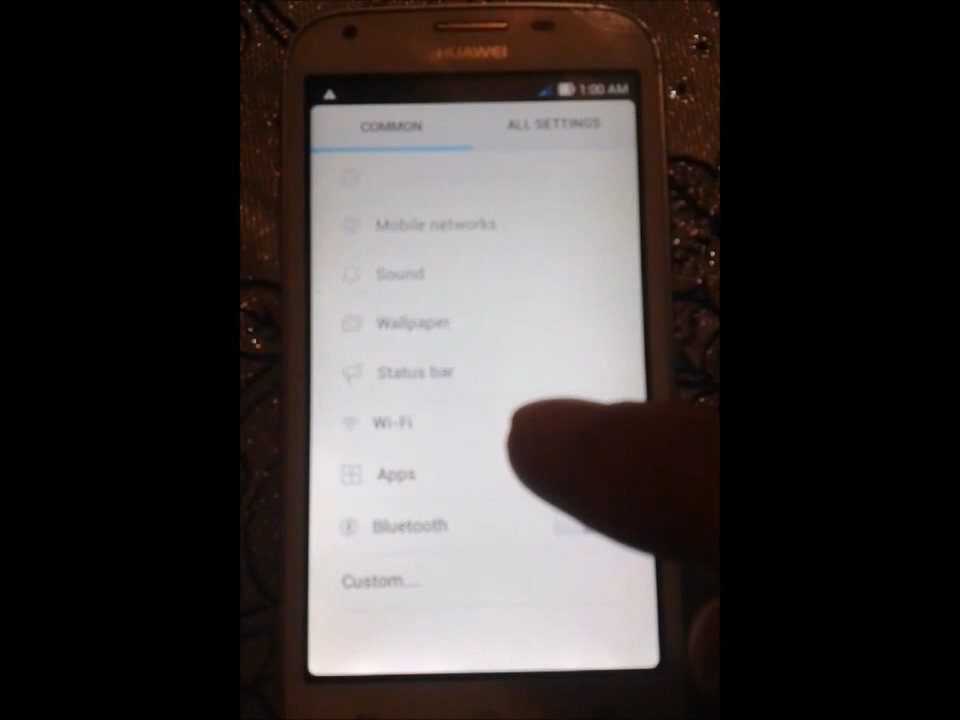 HUAWEI
1:00 AM
COMMON
ALL SETTINGS
Mobile networks
Sound
Wallpaper
Status bar
Wi-Fi
Apps
Bluetooth
Custom...